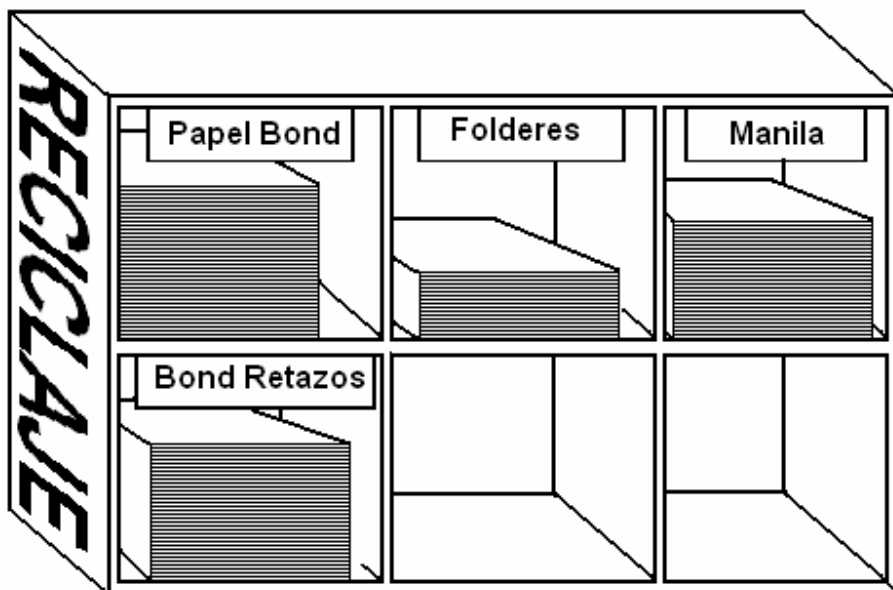 RECICLAJE
Papel Bond
Folderes
Manila
Bond Retazos